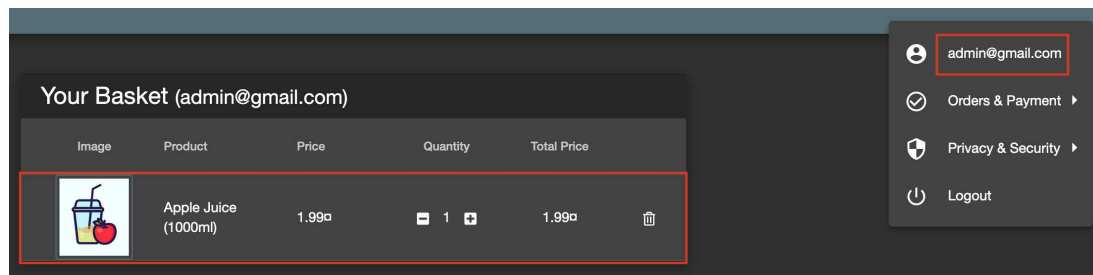 Your Basket (admin@gmail.com)
Image Product Price Quantity Total Price
Apple Juice
(1000ml)
1.99¤ 1 1.99¤
admin@gmail.com
Orders & Payment
Privacy & Security
Logout